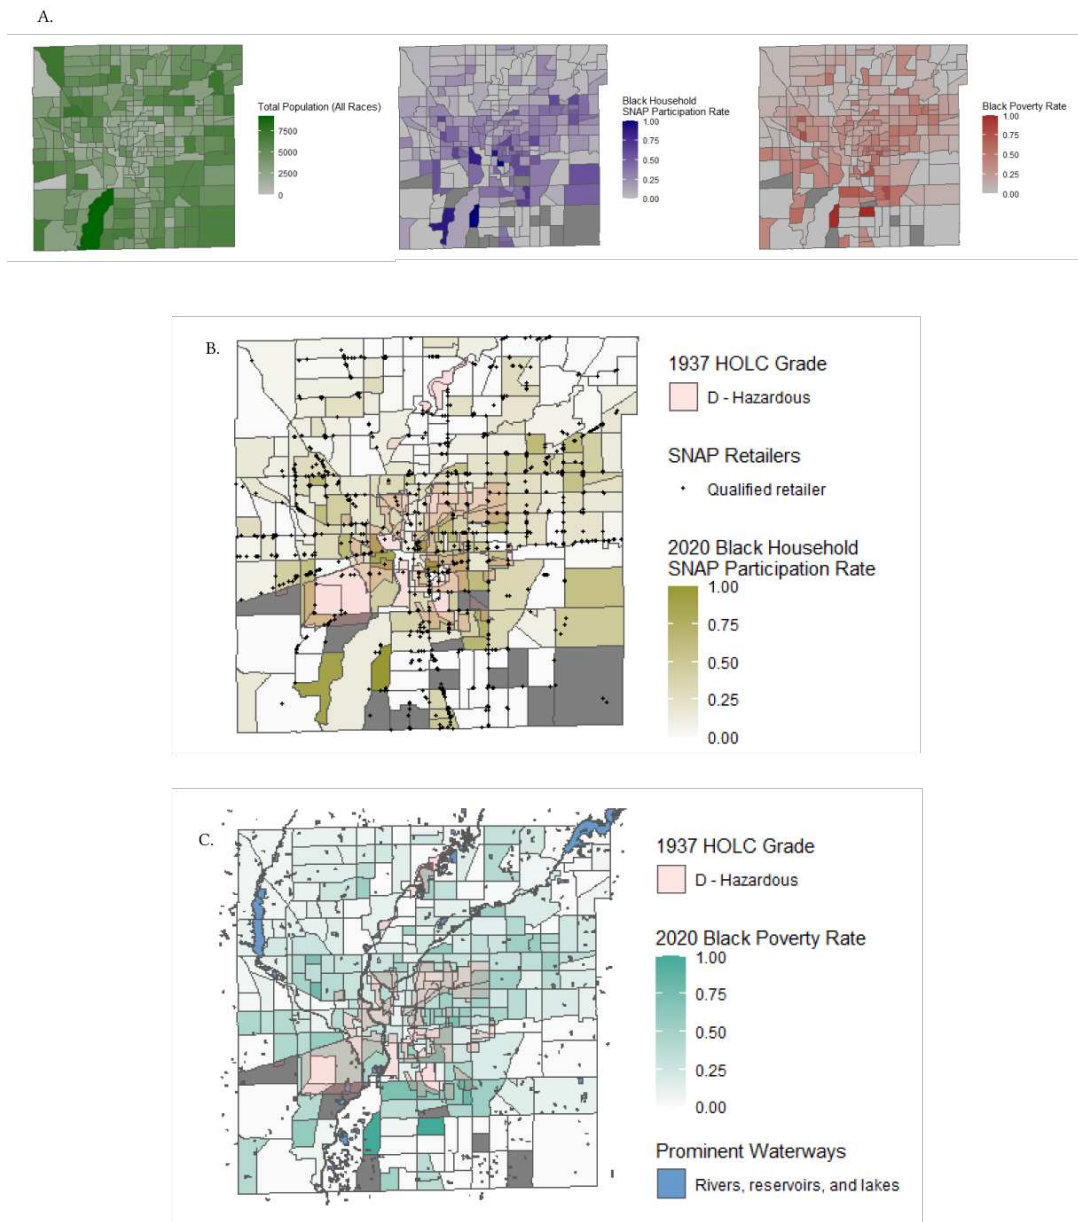 A.
Total Population (All Races)
7500
5000
2500
0
Black Household
SNAP Participation Rate
1.00
0.75
0.50
0.25
0.00
Black Poverty Rate
1.00
0.75
0.50
0.25
0.00
B.
1937 HOLC Grade
D - Hazardous
SNAP Retailers
Qualified retailer
2020 Black Household
SNAP Participation Rate
1.00
0.75
0.50
0.25
0.00
C.
1937 HOLC Grade
D - Hazardous
2020 Black Poverty Rate
1.00
0.75
0.50
0.25
0.00
Prominent Waterways
Rivers, reservoirs, and lakes